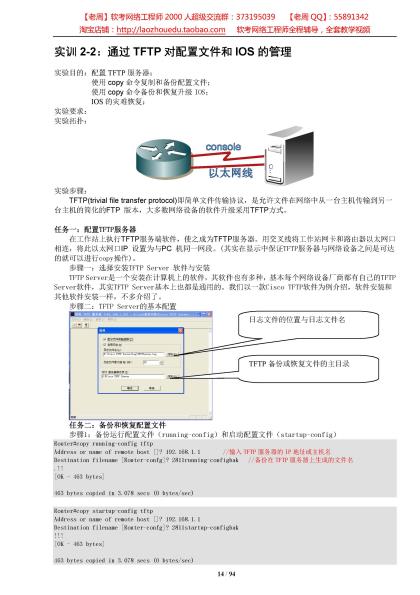 【老周】软考网络工程师 2000 人超级交流群：373195039 【老周 QQ】：55891342
淘宝店铺：http://laozhouedu.taobao.com 软考网络工程师全程辅导，全套教学视频
实训 2-2：通过 TFTP 对配置文件和 IOS 的管理
实验目的：配置 TFTP 服务器；
使用 copy 命令复制和备份配置文件；
使用 copy 命令备份和恢复升级 IOS；
IOS 的灾难恢复；
实验要求：
实验拓扑：
console
以太网线
实验步骤：
TFTP(trivial file transfer protocol)即简单文件传输协议，是允许文件在网络中从一台主机传输到另一
台主机的简化的FTP 版本，大多数网络设备的软件升级采用TFTP方式。
任务一：配置TFTP服务器
在工作站上执行TFTP服务端软件，使之成为TFTP服务器。用交叉线将工作站网卡和路由器以太网口
相连，将此以太网口IP 设置为与PC 机同一网段。(其实在显示中保证TFTP服务器与网络设备之间是可达
的就可以进行copy操作)。
步骤一：选择安装TFTP Server 软件与安装
TFTP Server是一个安装在计算机上的软件。其软件也有多种，基本每个网络设备厂商都有自己的TFTP
Server软件，其实TFTP Server基本上也都是通用的。我们以一款Cisco TFTP软件为例介绍。软件安装和
其他软件安装一样，不多介绍了。
步骤二：TFTP Server的基本配置
日志文件的位置与日志文件名
TFTP 备份或恢复文件的主目录
任务二：备份和恢复配置文件
步骤1：备份运行配置文件（running-config）和启动配置文件（startup-config）
Router#copy running-config tftp
Address or name of remote host []? 192.168.1.1 //输入 TFTP 服务器的 IP 地址或主机名
Destination filename [Router-confg]? 2811running-configbak //备份在 TFTP 服务器上生成的文件名
.!!
[OK - 463 bytes]
463 bytes copied in 3.078 secs (0 bytes/sec)
Router#copy startup-config tftp
Address or name of remote host []? 192.168.1.1
Destination filename [Router-confg]? 2811startup-configbak
!!!
[OK - 463 bytes]
463 bytes copied in 3.078 secs (0 bytes/sec)
14 / 94